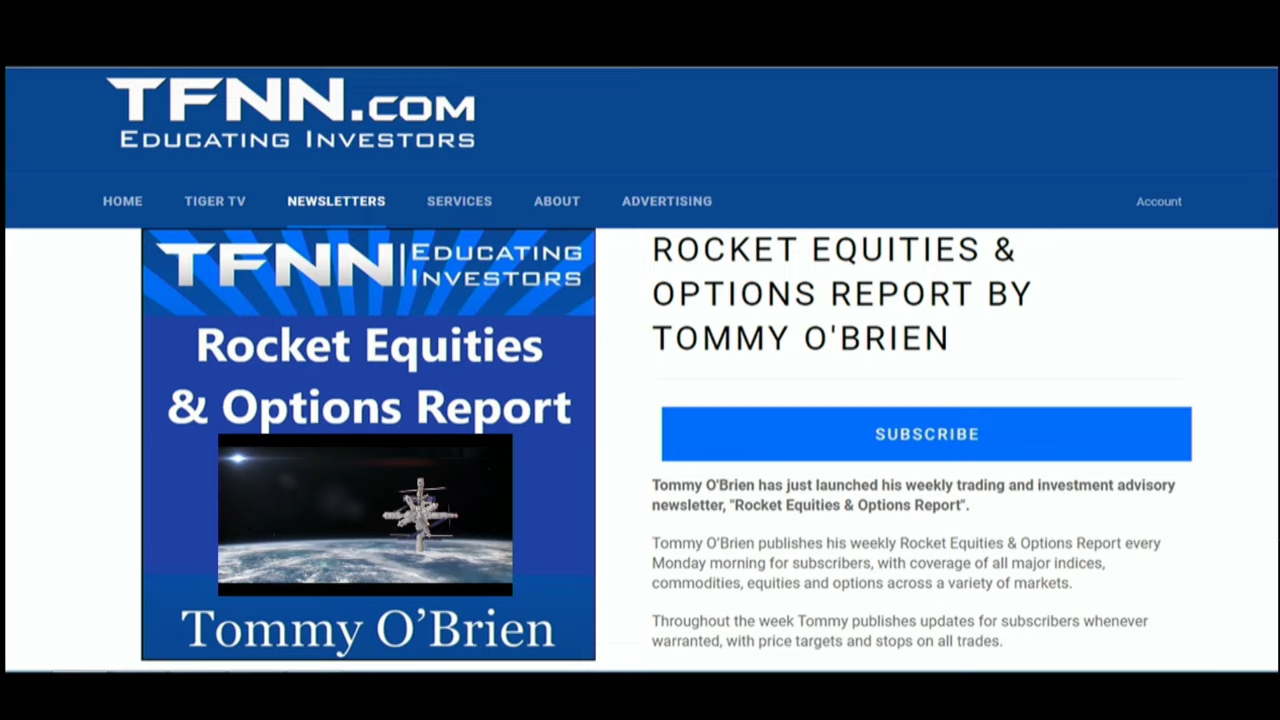 TFNN.COM
EDUCATING INVESTORS
HOME TIGER TV NEWSLETTERS SERVICES ABOUT ADVERTISING Account
TFNN EDUCATING
INVESTORS
Rocket Equities
& Options Report
Tommy O’Brien
ROCKET EQUITIES &
OPTIONS REPORT BY
TOMMY O'BRIEN
SUBSCRIBE
Tommy O'Brien has just launched his weekly trading and investment advisory
newsletter, "Rocket Equities & Options Report".
Tommy O'Brien publishes his weekly Rocket Equities & Options Report every
Monday morning for subscribers, with coverage of all major indices,
commodities, equities and options across a variety of markets.
Throughout the week Tommy publishes updates for subscribers whenever
warranted, with price targets and stops on all trades.